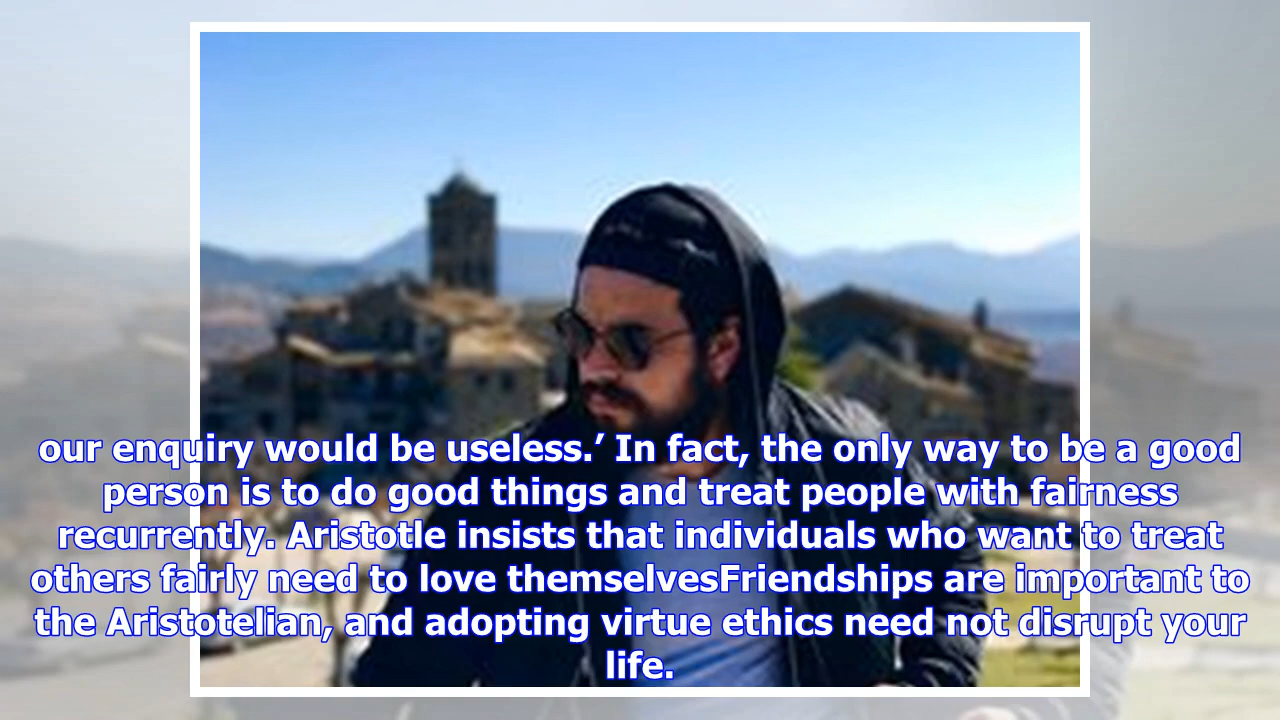 our enquiry would be useless.’ In fact, the only way to be a good
person is to do good things and treat people with fairness
recurrently. Aristotle insists that individuals who want to treat
others fairly need to love themselvesFriendships are important to
the Aristotelian, and adopting virtue ethics need not disrupt your
life.